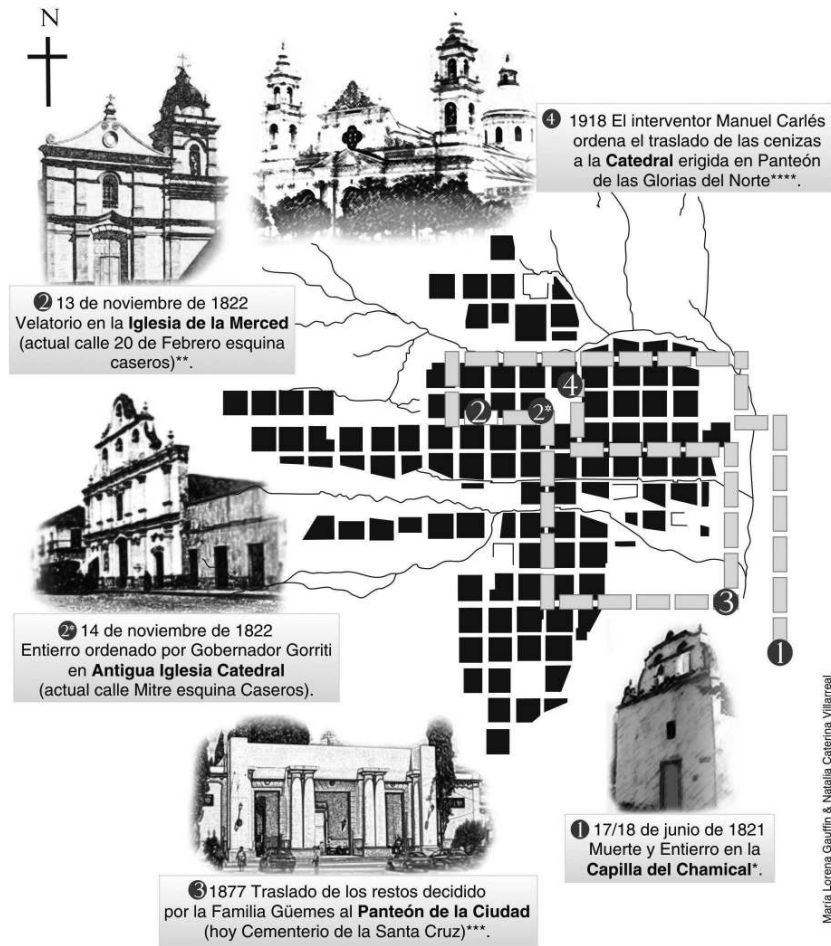 N
4 1918 El interventor Manuel Carlés
ordena el traslado de las cenizas
a la Catedral erigida en Panteón
de las Glorias del Norte****.
2 13 de noviembre de 1822
Velatorio en la Iglesia de la Merced
(actual calle 20 de Febrero esquina
caseros)**.
4
2
2*
3
1
2* 14 de noviembre de 1822
Entierro ordenado por Gobernador Gorriti
en Antigua Iglesia Catedral
(actual calle Mitre esquina Caseros).
1 17/18 de junio de 1821
Muerte y Entierro en la
Capilla del Chamical*.
3 1877 Traslado de los restos decidido
por la Familia Güemes al Panteón de la Ciudad
(hoy Cementerio de la Santa Cruz)***.
María Lorena Gauffin & Natalia Caterina Villarreal